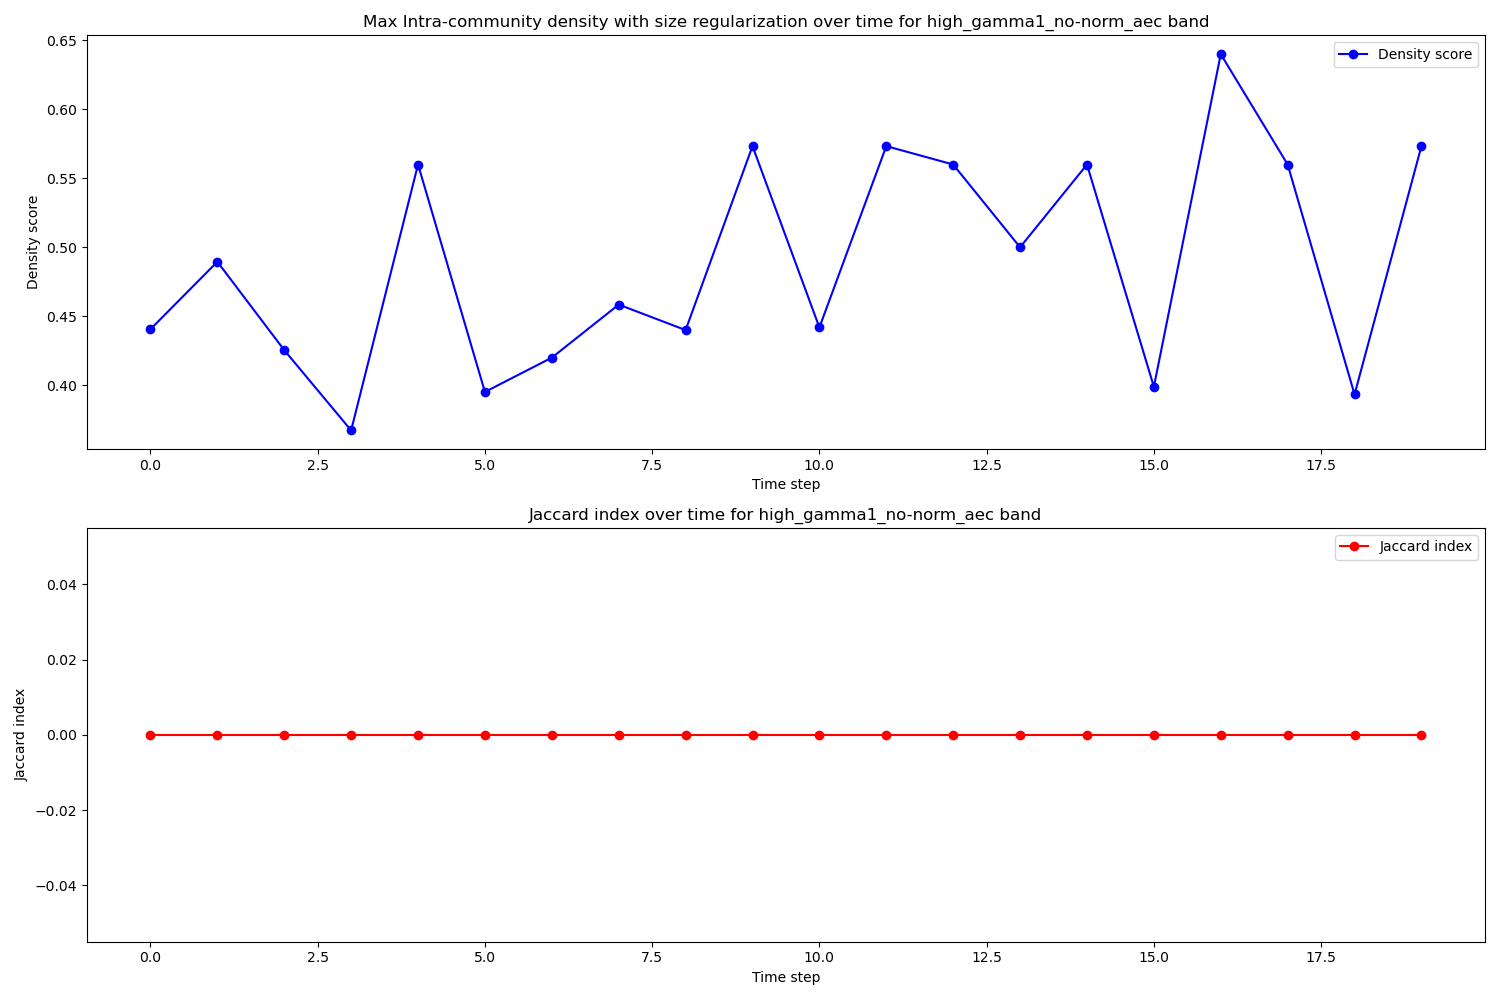 Max Intra-community density with size regularization over time for high_gamma1_no-norm_aec band
Density score
0.65
0.60
0.55
0.50
0.45
0.40
Density score
0.0 2.5 5.0 7.5 10.0 12.5 15.0 17.5
Time step
Jaccard index over time for high_gamma1_no-norm_aec band
Jaccard index
0.04
0.02
0.00
−0.02
−0.04
Jaccard index
0.0 2.5 5.0 7.5 10.0 12.5 15.0 17.5
Time step